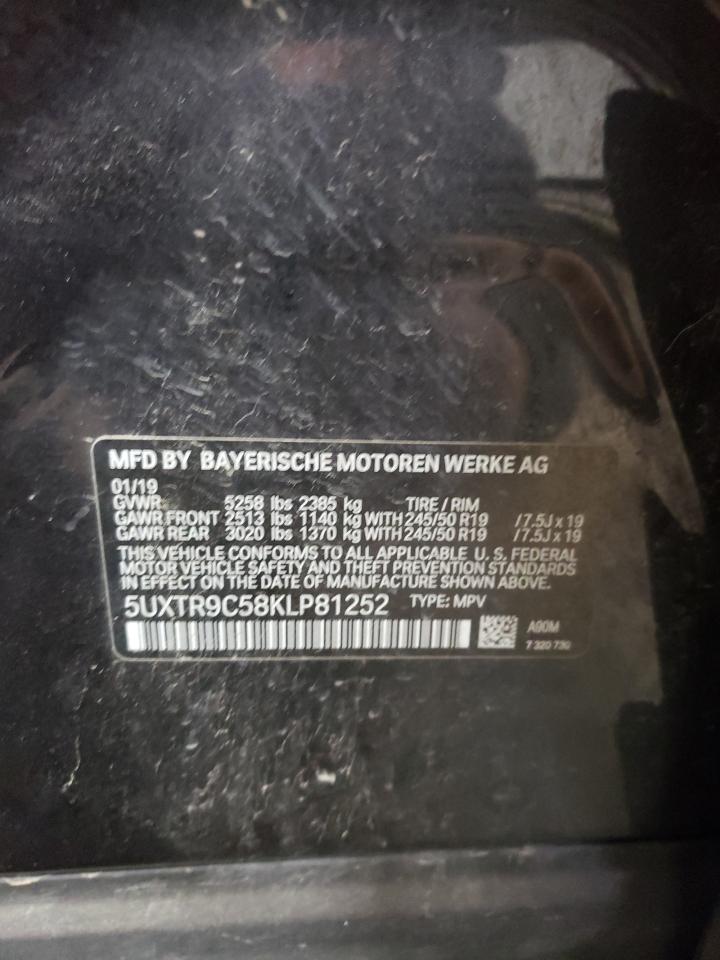 MFD BY BAYERISCHE MOTOREN WERKE AG
01/19
GVWR 5258 lbs 2385 kg TIRE / RIM
GAWR FRONT 2513 lbs 1140 kg WITH 245/50 R19 / 7.5J x 19
GAWR REAR 3020 lbs 1370 kg WITH 245/50 R19 / 7.5J x 19
THIS VEHICLE CONFORMS TO ALL APPLICABLE U. S. FEDERAL
MOTOR VEHICLE SAFETY AND THEFT PREVENTION STANDARDS
IN EFFECT ON THE DATE OF MANUFACTURE SHOWN ABOVE.
5UXTR9C58KLP81252 TYPE: MPV
A90M
7 320 730